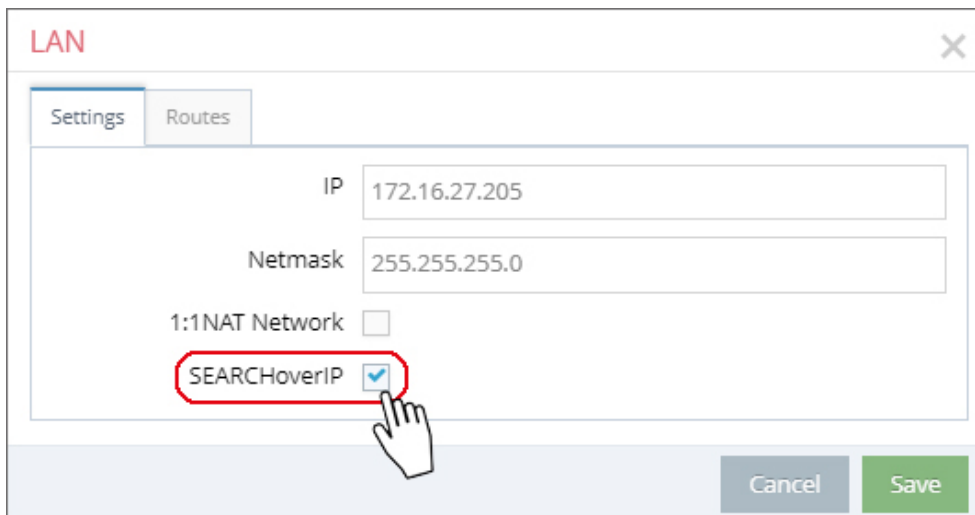 LAN
Settings Routes
IP 172.16.27.205
Netmask 255.255.255.0
1:1NAT Network
SEARCHoverIP
Cancel Save